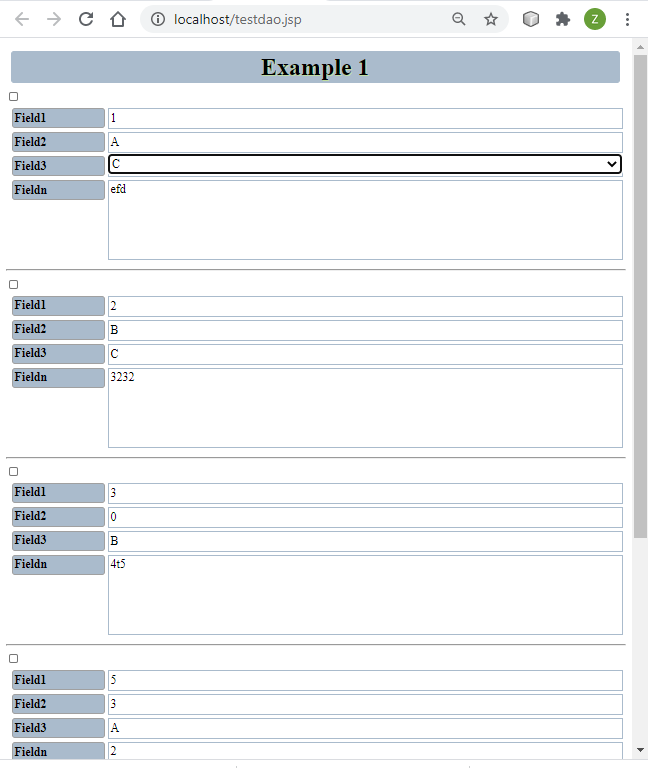 localhost/testdao.jsp
Z
Example 1
Field1 1
Field2 A
Field3 C
Fieldn efd
Field1 2
Field2 B
Field3 C
Fieldn 3232
Field1 3
Field2 0
Field3 B
Fieldn 4t5
Field1 5
Field2 3
Field3 A
Fieldn 2